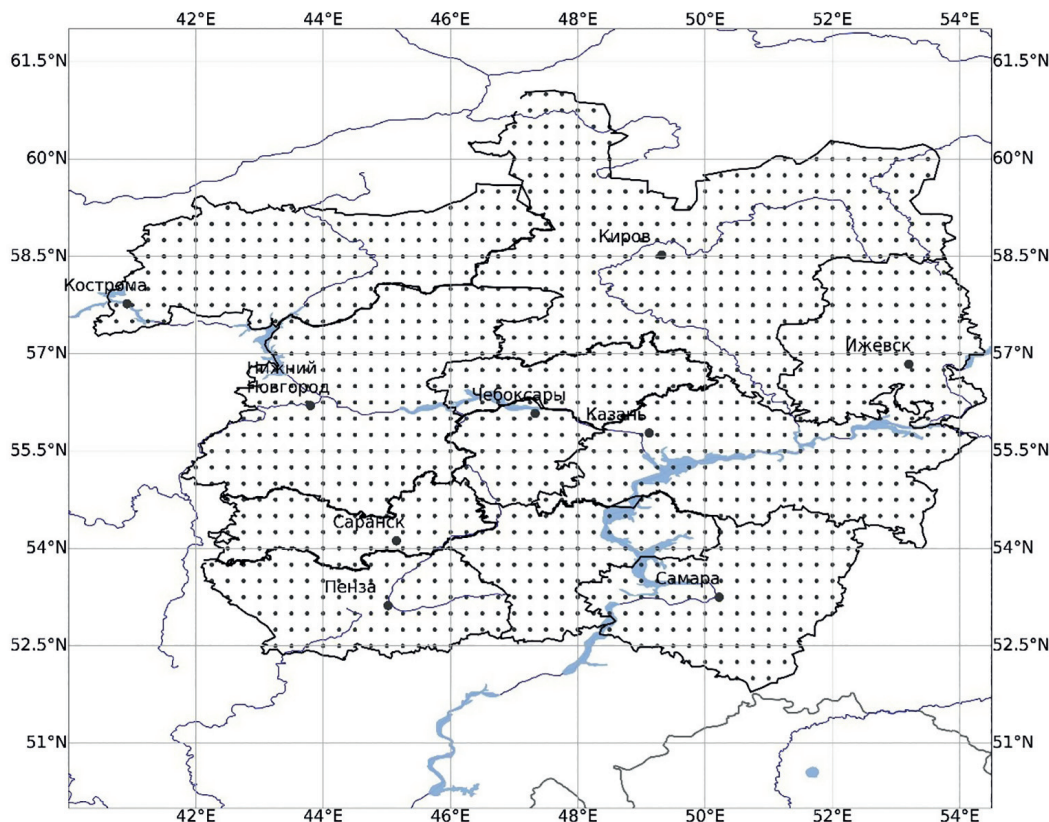 42°E 44°E 46°E 48°E 50°E 52°E 54°E
61.5°N 61.5°N
60°N 60°N
Киров
58.5°N 58.5°N
Кострома
57°N 57°N
Ижевск
Нижний
Новгород
Чебоксары
Казань
55.5°N 55.5°N
Саранск
54°N 54°N
Самара
Пенза
52.5°N 52.5°N
51°N 51°N
42°E 44°E 46°E 48°E 50°E 52°E 54°E